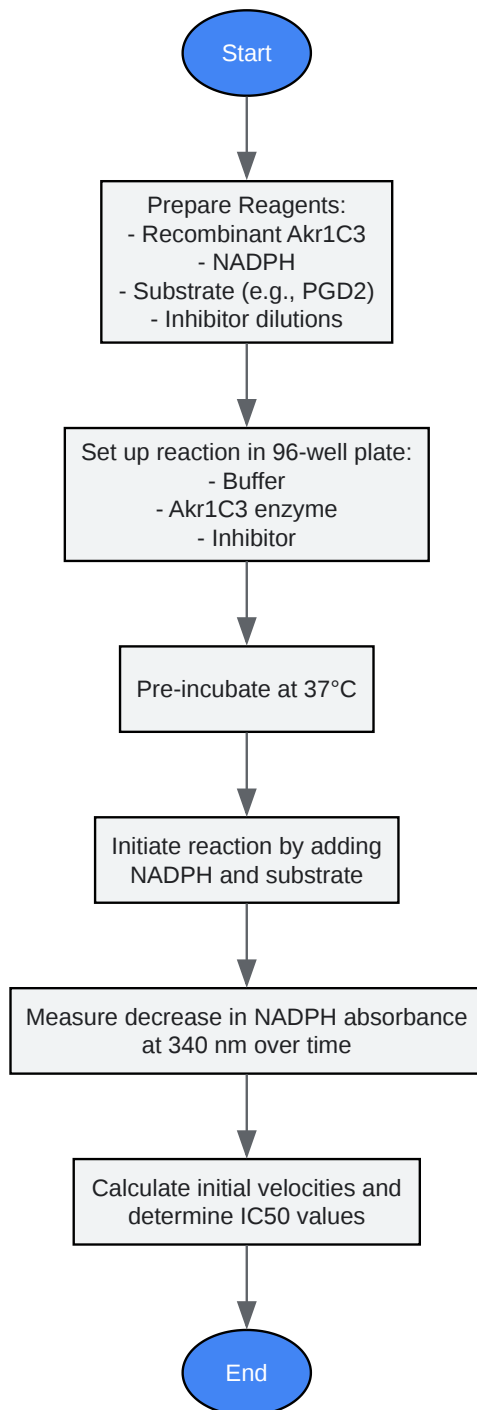 Start
Prepare Reagents:
- Recombinant Akr1C3
- NADPH
- Substrate (e.g., PGD2)
- Inhibitor dilutions
Set up reaction in 96-well plate:
- Buffer
- Akr1C3 enzyme
- Inhibitor
Pre-incubate at 37°C
Initiate reaction by adding
NADPH and substrate
Measure decrease in NADPH absorbance
at 340 nm over time
Calculate initial velocities and
determine IC50 values
End